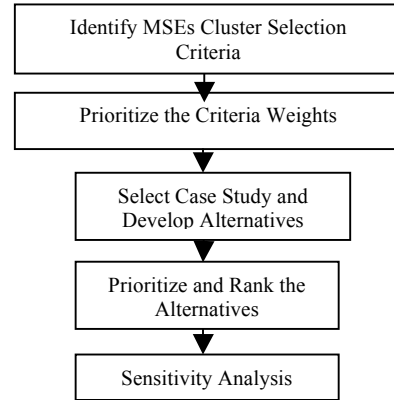 Identify MSEs Cluster Selection
Criteria
Prioritize the Criteria Weights
Select Case Study and
Develop Alternatives
Prioritize and Rank the
Alternatives
Sensitivity Analysis